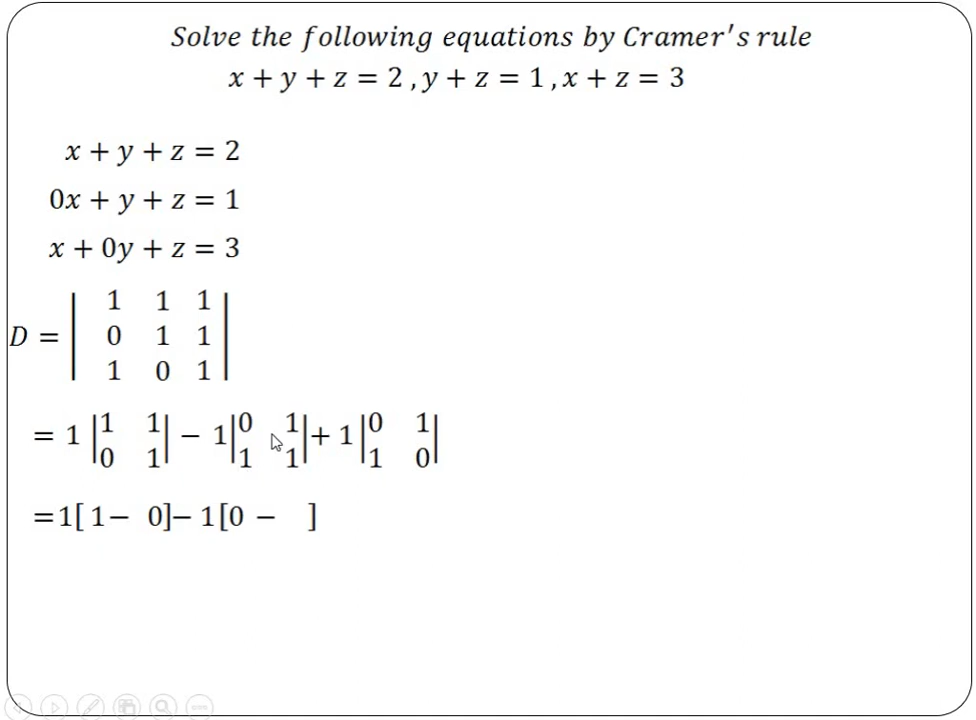 Solve the following equations by Cramer's rule
x + y + z = 2 , y + z = 1 , x + z = 3
x + y + z = 2
0x + y + z = 1
x + 0y + z = 3
D = | 1 1 1 |
| 0 1 1 |
| 1 0 1 |
= 1 |1 1| − 1 |0 1| + 1 |0 1|
|0 1| |1 1| |1 0|
= 1[ 1 − 0] − 1 [0 − ]